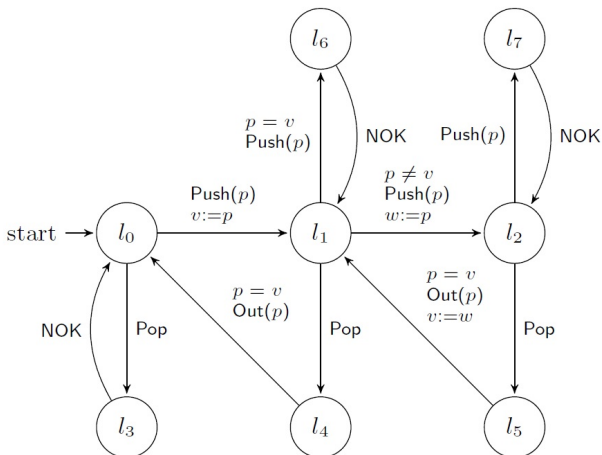 l6
l7
p = v
Push(p)
NOK
Push(p)
NOK
p ≠ v
Push(p)
w:=p
Push(p)
v:=p
start
l0
l1
l2
p = v
Out(p)
v:=w
p = v
Out(p)
NOK
Pop
Pop
Pop
l3
l4
l5